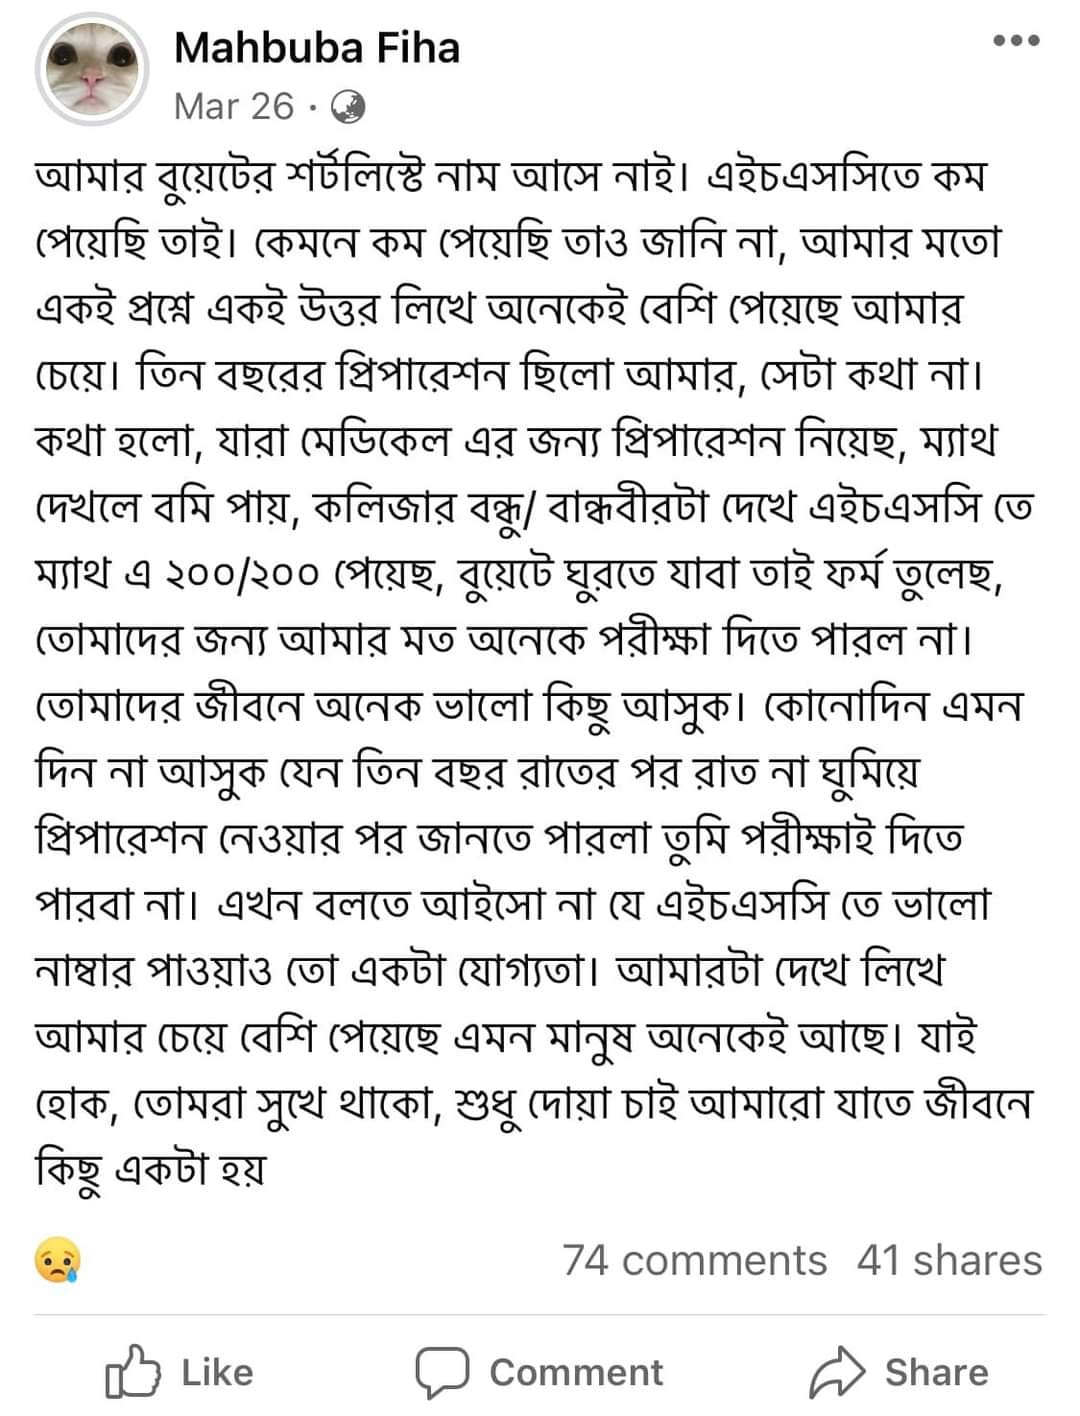 Mahbuba Fiha
Mar 26 ·
আমার বুয়েটের শর্টলিস্টে নাম আসে নাই। এইচএসসিতে কম
পেয়েছি তাই। কেমনে কম পেয়েছি তাও জানি না, আমার মতো
একই প্রশ্নে একই উত্তর লিখে অনেকেই বেশি পেয়েছে আমার
চেয়ে। তিন বছরের প্রিপারেশন ছিলো আমার, সেটা কথা না।
কথা হলো, যারা মেডিকেল এর জন্য প্রিপারেশন নিয়েছ, ম্যাথ
দেখলে বমি পায়, কলিজার বন্ধু/ বান্ধবীরটা দেখে এইচএসসি তে
ম্যাথ এ ২০০/২০০ পেয়েছ, বুয়েটে ঘুরতে যাবা তাই ফর্ম তুলেছ,
তোমাদের জন্য আমার মত অনেকে পরীক্ষা দিতে পারল না।
তোমাদের জীবনে অনেক ভালো কিছু আসুক। কোনোদিন এমন
দিন না আসুক যেন তিন বছর রাতের পর রাত না ঘুমিয়ে
প্রিপারেশন নেওয়ার পর জানতে পারলা তুমি পরীক্ষাই দিতে
পারবা না। এখন বলতে আইসো না যে এইচএসসি তে ভালো
নাম্বার পাওয়াও তো একটা যোগ্যতা। আমারটা দেখে লিখে
আমার চেয়ে বেশি পেয়েছে এমন মানুষ অনেকেই আছে। যাই
হোক, তোমরা সুখে থাকো, শুধু দোয়া চাই আমারো যাতে জীবনে
কিছু একটা হয়
74 comments 41 shares
Like Comment Share